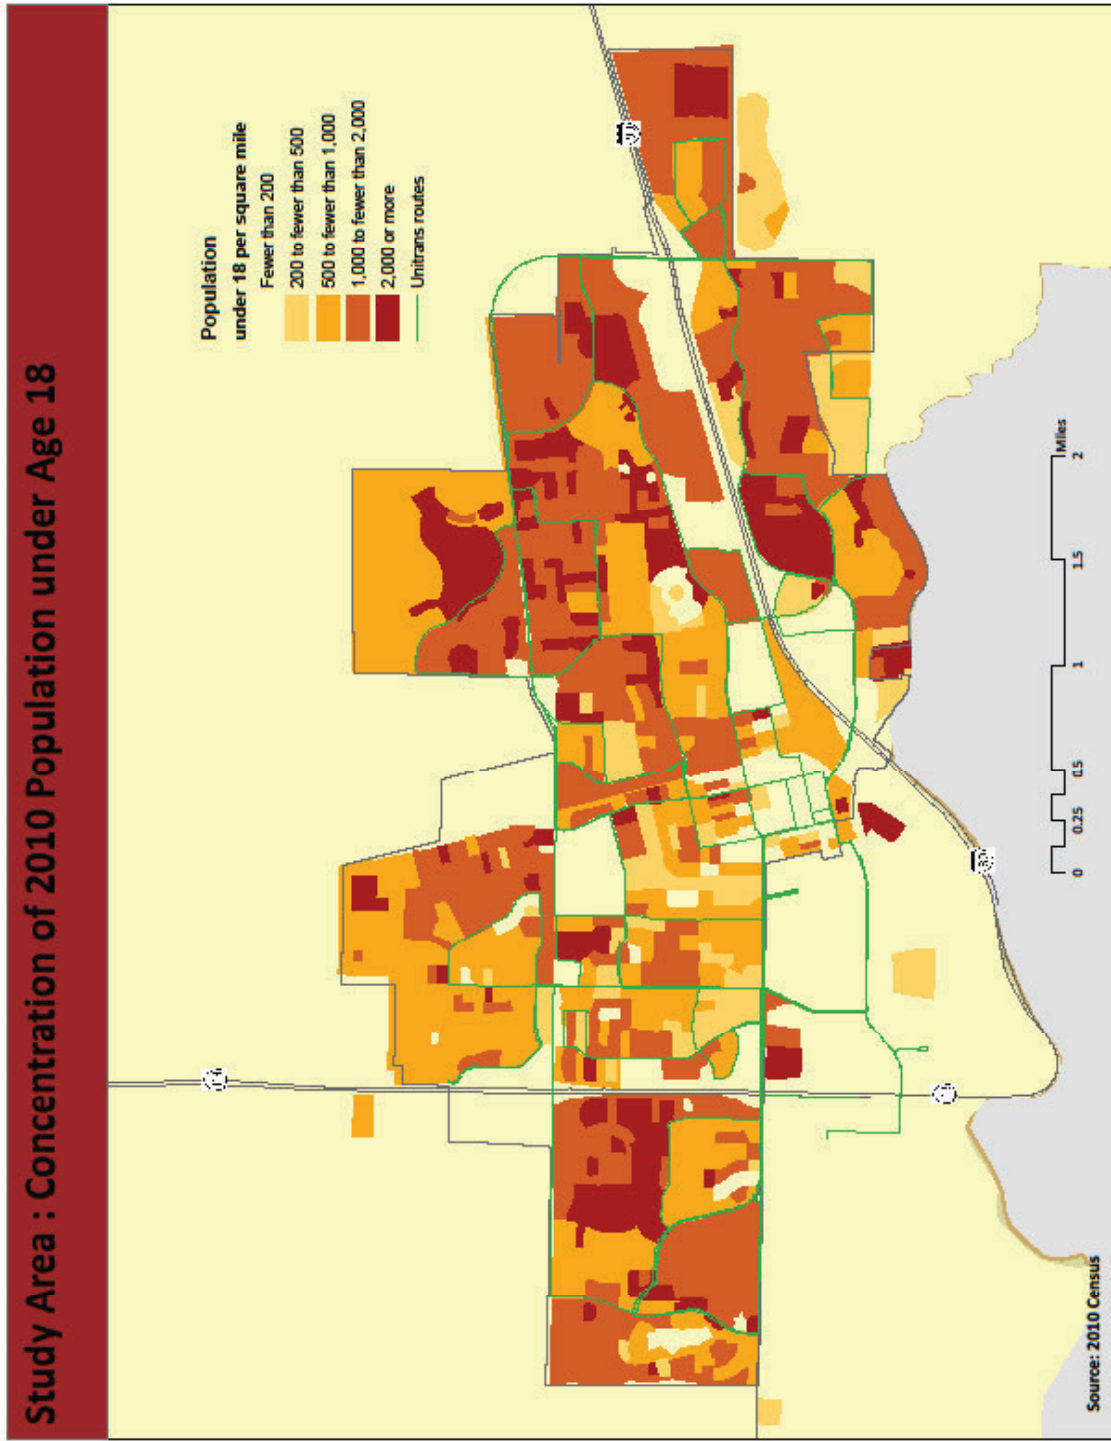 Study Area : Concentration of 2010 Population under Age 18
Population
under 18 per square mile
Fewer than 200
200 to fewer than 500
500 to fewer than 1,000
1,000 to fewer than 2,000
2,000 or more
Unitrans routes
0
0.25
0.5
1
1.5
2
Miles
Source: 2010 Census